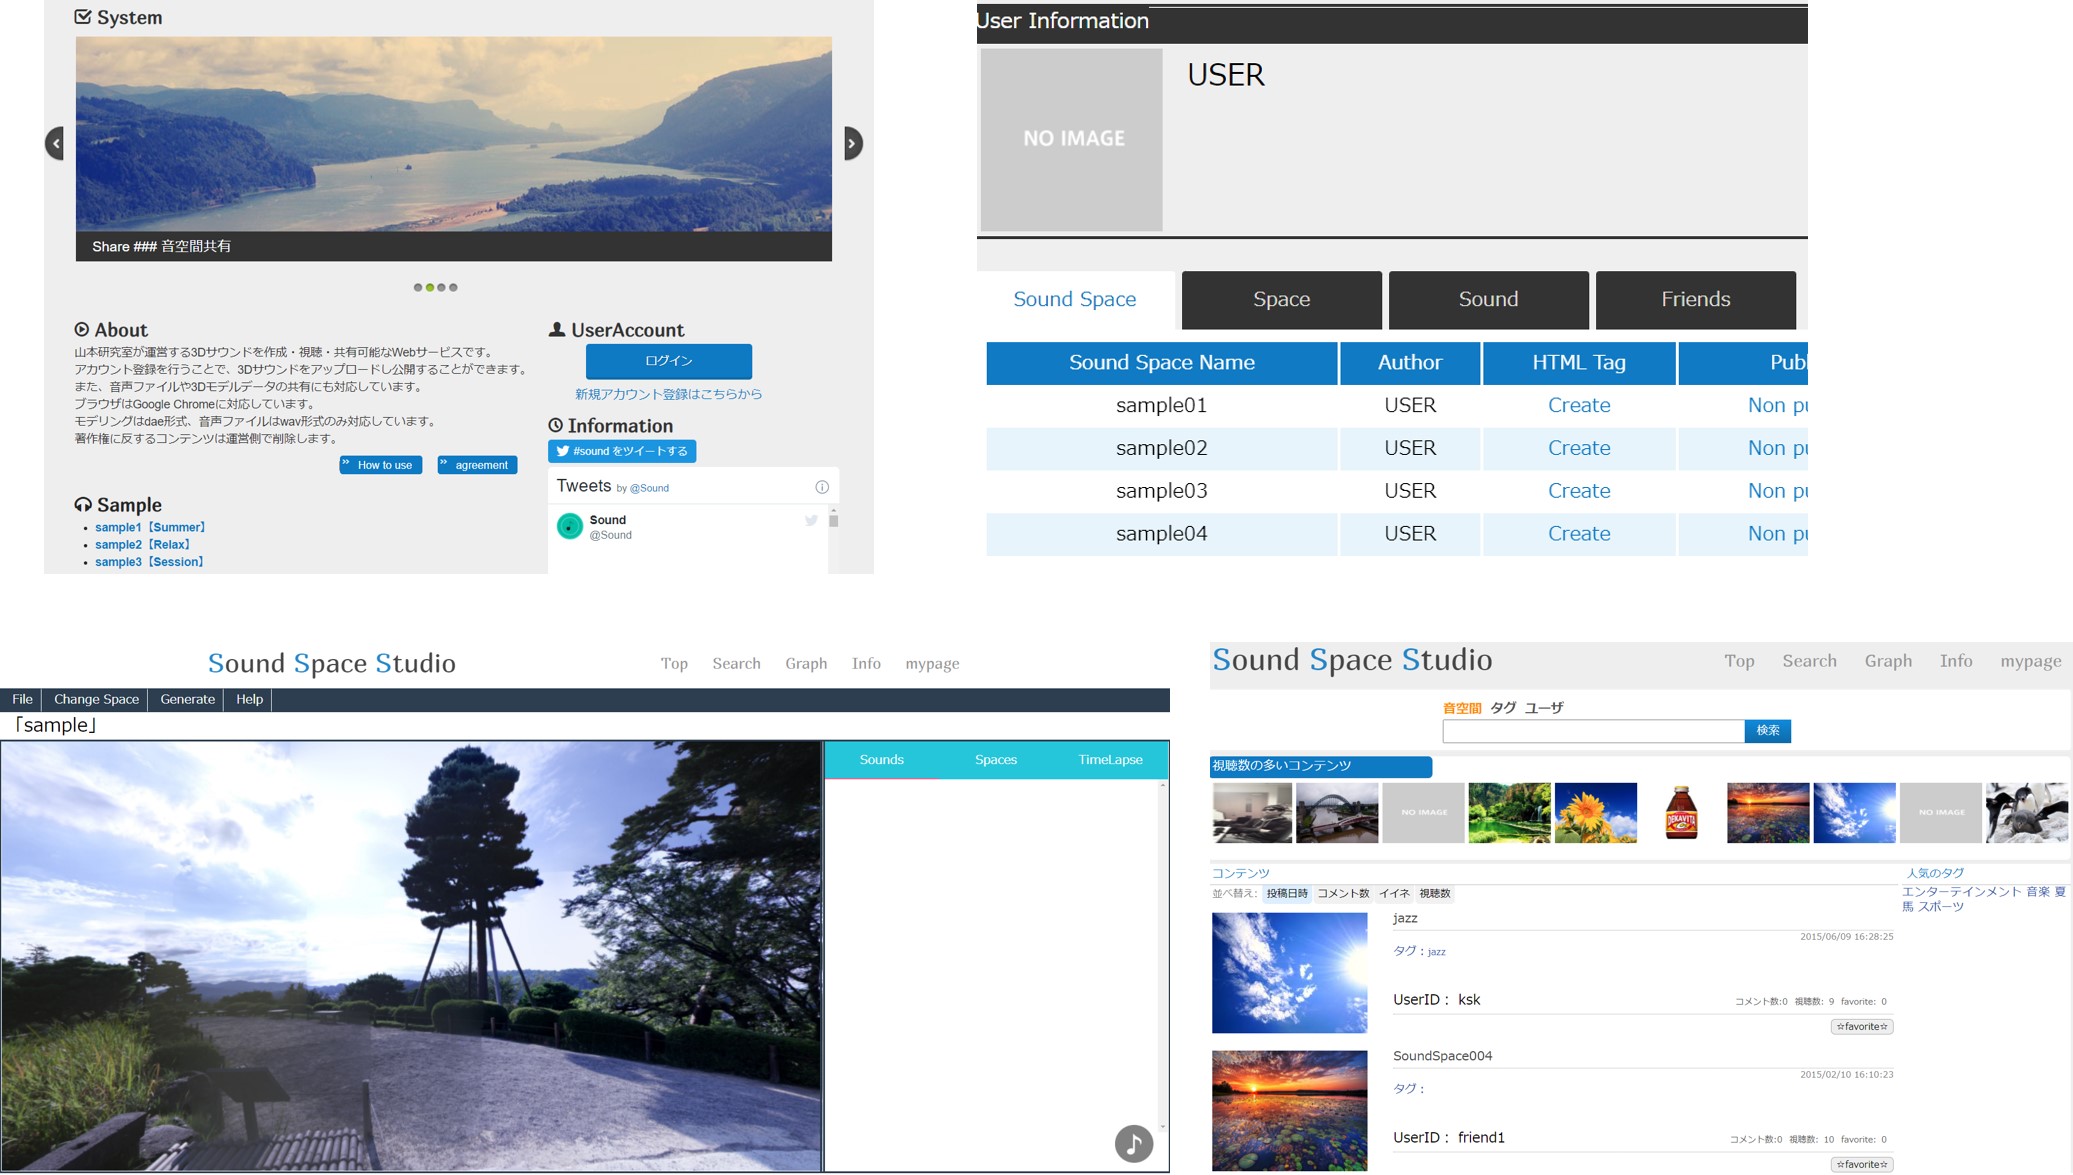 System
Share ### 音空間共有
About
山本研究室が運営する3Dサウンドを作成・視聴・共有可能なWebサービスです。
アカウント登録を行うことで、3Dサウンドをアップロードし公開することができます。
また、音声ファイルや3Dモデルデータの共有にも対応しています。
ブラウザはGoogle Chromeに対応しています。
モデリングはdae形式、音声ファイルはwav形式のみ対応しています。
著作権に反するコンテンツは運営側で削除します。
How to use agreement
Sample
sample1【Summer】
sample2【Relax】
sample3【Session】
UserAccount
ログイン
新規アカウント登録はこちらから
Information
#sound をツイートする
Tweets by @Sound
Sound
@Sound
User Information
NO IMAGE
USER
Sound Space Space Sound Friends
Sound Space Name Author HTML Tag Publ
sample01 USER Create Non pu
sample02 USER Create Non pu
sample03 USER Create Non pu
sample04 USER Create Non pu
Sound Space Studio Top Search Graph Info mypage
File Change Space Generate Help
「sample」
Sounds Spaces TimeLapse
Sound Space Studio Top Search Graph Info mypage
音空間 タグ ユーザ
検索
視聴数の多いコンテンツ
NO IMAGE DEKAVITA NO IMAGE
コンテンツ
並べ替え: 投稿日時 コメント数 イイネ 視聴数
jazz
2015/06/09 16:28:25
タグ：jazz
UserID： ksk コメント数:0 視聴数: 9 favorite: 0
☆favorite☆
SoundSpace004
2015/02/10 16:10:23
タグ：
UserID： friend1 コメント数:0 視聴数: 10 favorite: 0
☆favorite☆
人気のタグ
エンターテインメント 音楽 夏
馬 スポーツ